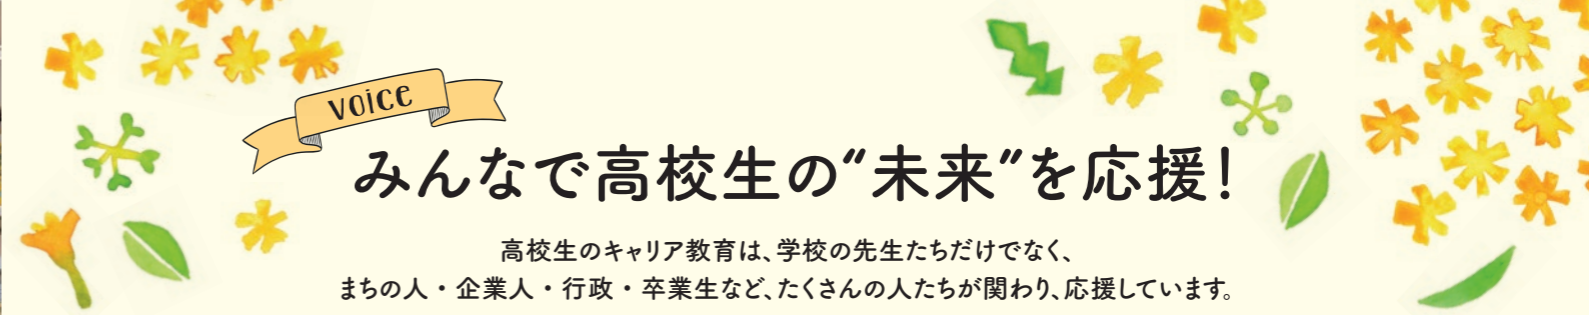 voice
みんなで高校生の“未来”を応援!
高校生のキャリア教育は、学校の先生たちだけでなく、
まちの人・企業人・行政・卒業生など、たくさんの人たちが関わり、応援しています。